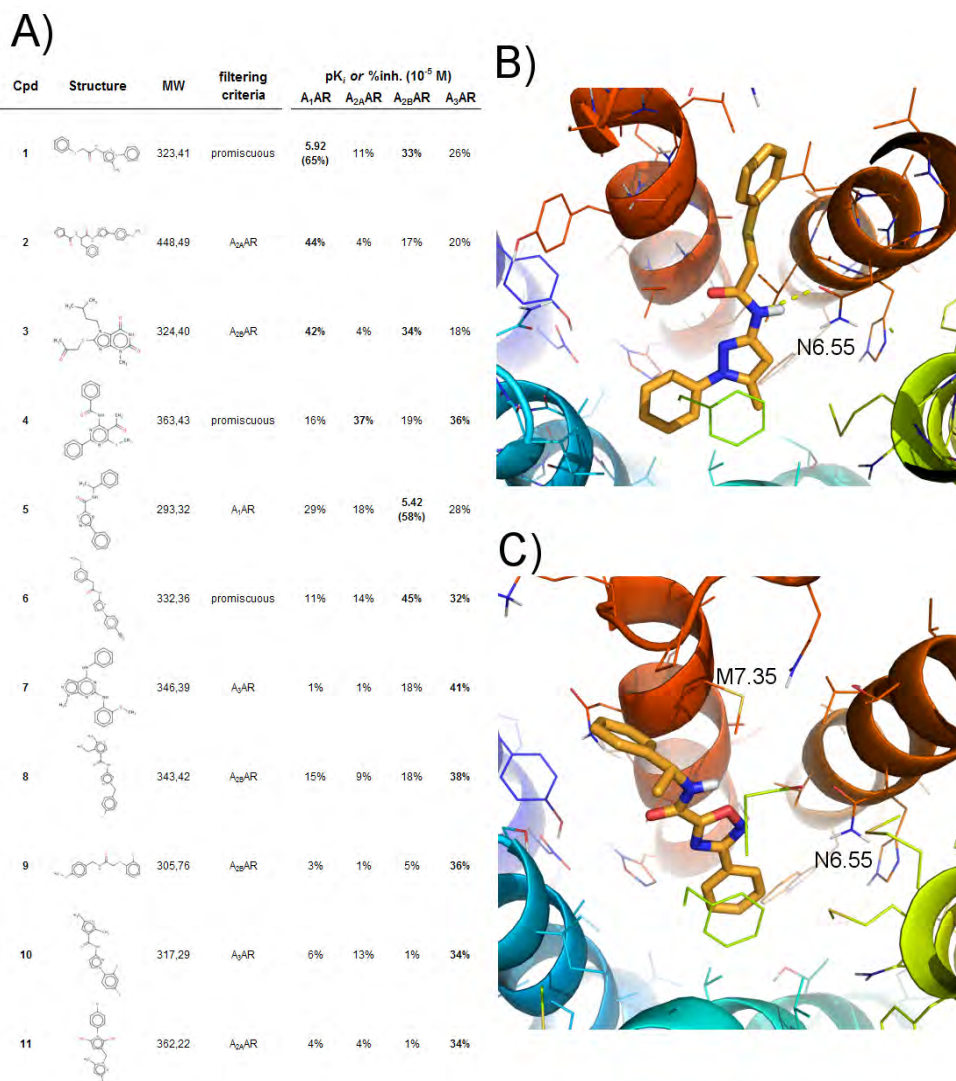 A)
Cpd Structure MW filtering criteria pKi or %inh. (10-5 M)
A1AR A2AAR A2BAR A3AR
1 323,41 promiscuous 5.92 (65%) 11% 33% 26%
2 448,49 A2AAR 44% 4% 17% 20%
3 324,40 A2BAR 42% 4% 34% 18%
4 363,43 promiscuous 16% 37% 19% 36%
5 293,32 A1AR 29% 18% 5.42 (58%) 28%
6 332,36 promiscuous 11% 14% 45% 32%
7 346,39 A3AR 1% 1% 18% 41%
8 343,42 A2BAR 15% 9% 18% 38%
9 305,76 A2BAR 3% 1% 5% 36%
10 317,29 A3AR 6% 13% 1% 34%
11 362,22 A2AAR 4% 4% 1% 34%
B)
N6.55
C)
M7.35
N6.55